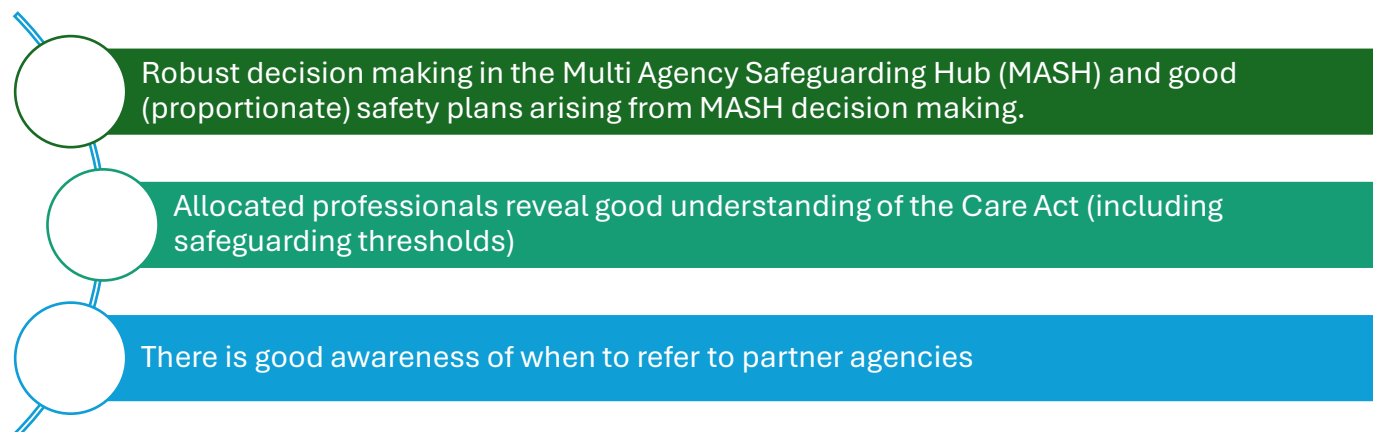 Robust decision making in the Multi Agency Safeguarding Hub (MASH) and good
(proportionate) safety plans arising from MASH decision making.
Allocated professionals reveal good understanding of the Care Act (including
safeguarding thresholds)
There is good awareness of when to refer to partner agencies